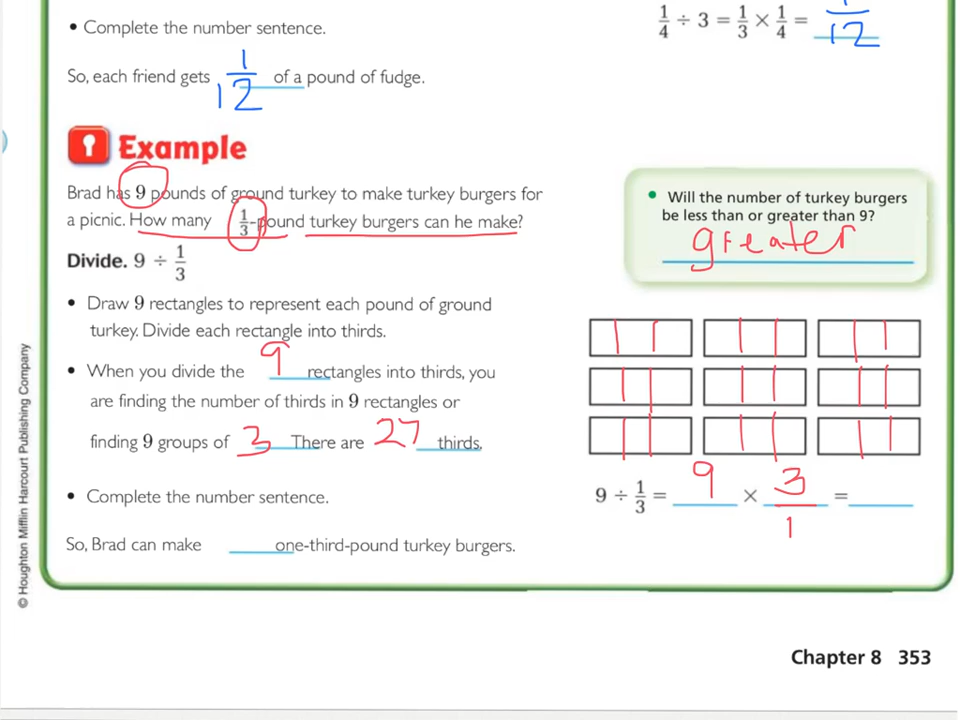 • Complete the number sentence.
1/4 ÷ 3 = 1/3 × 1/4 = 1/12
So, each friend gets 1/12 of a pound of fudge.
Example
Brad has 9 pounds of ground turkey to make turkey burgers for
a picnic. How many 1/3-pound turkey burgers can he make?
Divide. 9 ÷ 1/3
• Will the number of turkey burgers
be less than or greater than 9?
greater
• Draw 9 rectangles to represent each pound of ground
turkey. Divide each rectangle into thirds.
• When you divide the 9 rectangles into thirds, you
are finding the number of thirds in 9 rectangles or
finding 9 groups of 3 There are 27 thirds.
• Complete the number sentence.
9 ÷ 1/3 = 9 × 3/1 =
So, Brad can make ____ one-third-pound turkey burgers.
© Houghton Mifflin Harcourt Publishing Company
Chapter 8 353